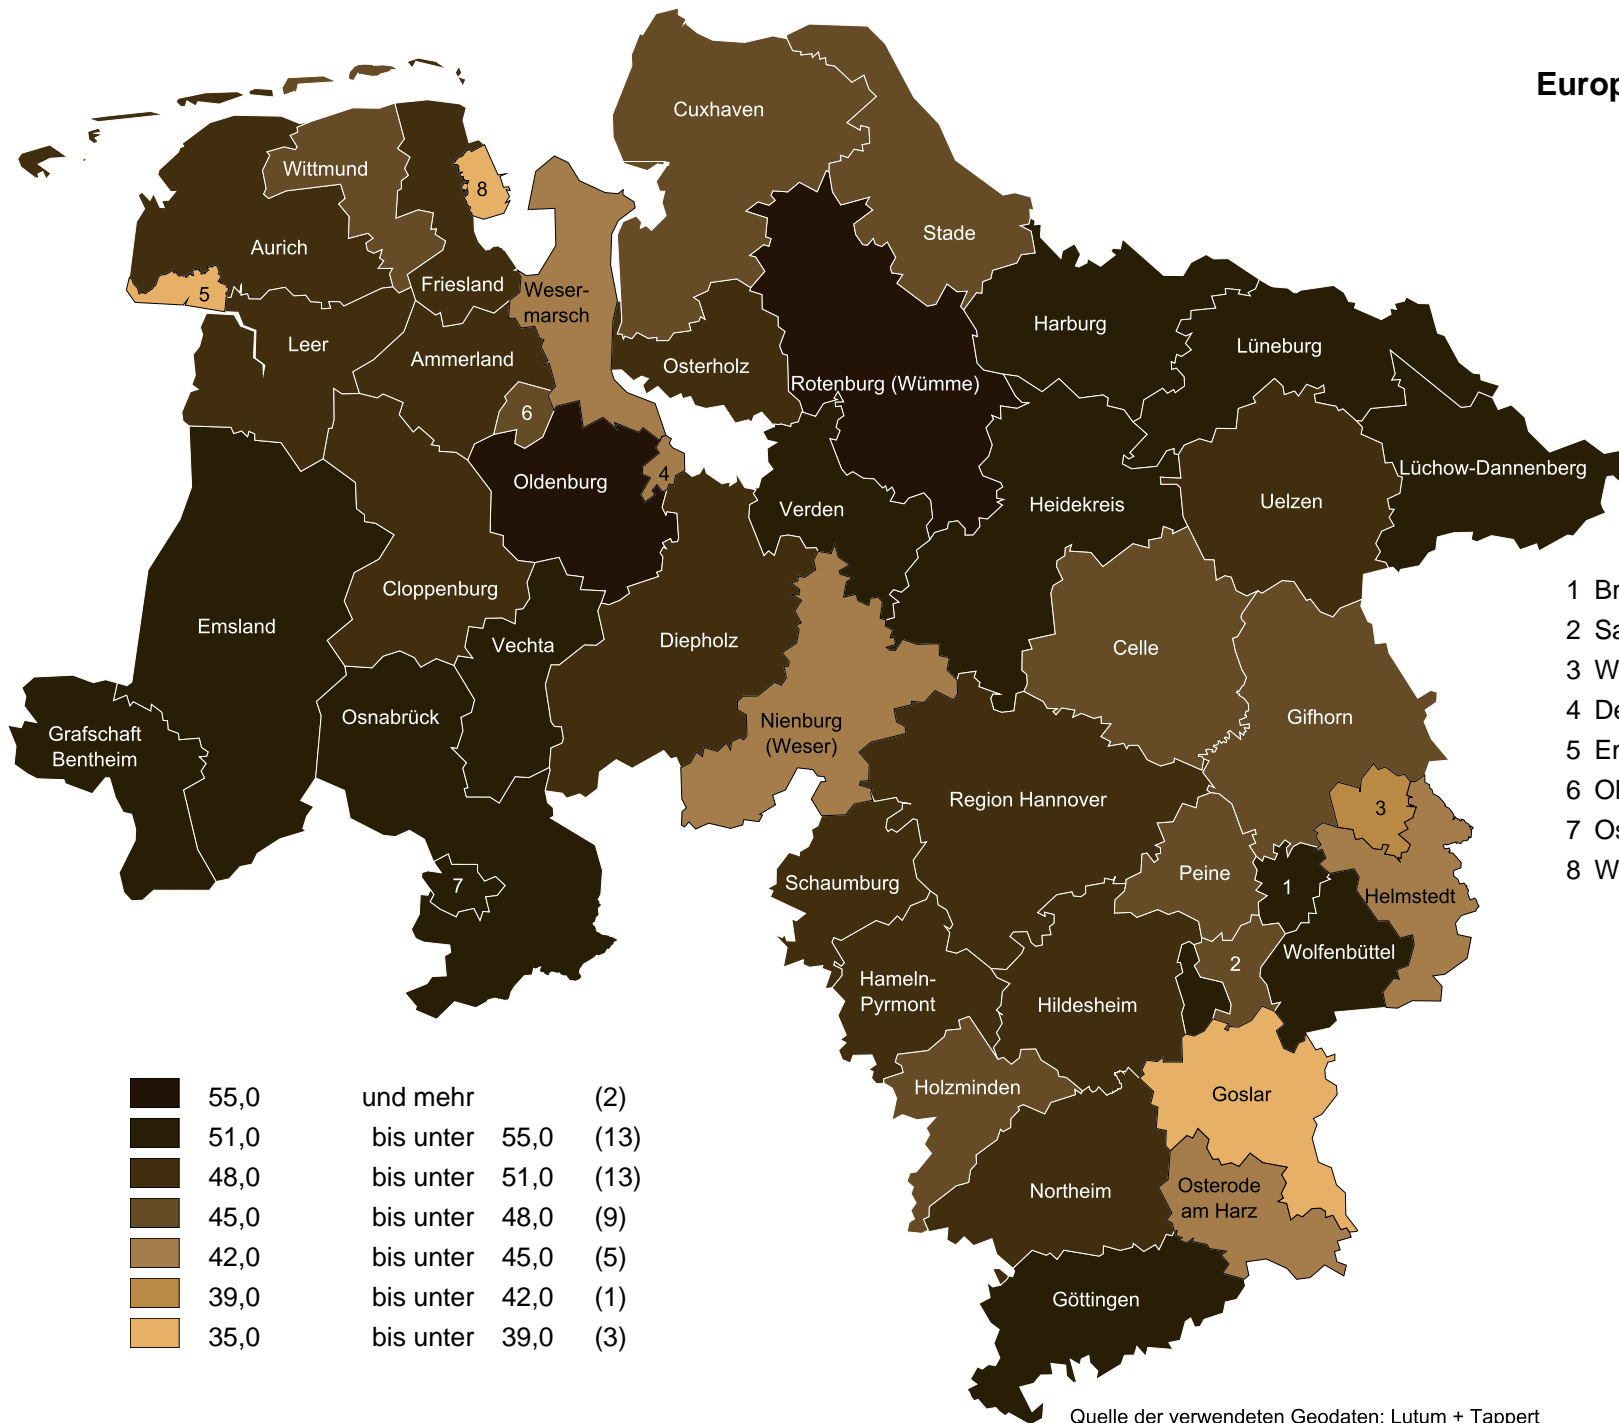 Europ
Cuxhaven
Wittmund
8
Stade
Aurich
Friesland
5
Weser-
marsch
Harburg
Leer
Ammerland
Osterholz
Lüneburg
Rotenburg (Wümme)
6
Oldenburg
4
Verden
Heidekreis
Uelzen
Lüchow-Dannenberg
Cloppenburg
Emsland
Vechta
Diepholz
Celle
Osnabrück
Grafschaft
Bentheim
Nienburg
(Weser)
Gifhorn
Region Hannover
3
Schaumburg
Peine
1
Helmstedt
7
Wolfenbüttel
2
Hameln-
Pyrmont
Hildesheim
Holzminden
Goslar
Northeim
Osterode
am Harz
Göttingen
1 Br
2 Sa
3 W
4 De
5 Em
6 Ol
7 Os
8 W
55,0 und mehr (2)
51,0 bis unter 55,0 (13)
48,0 bis unter 51,0 (13)
45,0 bis unter 48,0 (9)
42,0 bis unter 45,0 (5)
39,0 bis unter 42,0 (1)
35,0 bis unter 39,0 (3)
Quelle der verwendeten Geodaten: Lutum + Tappert